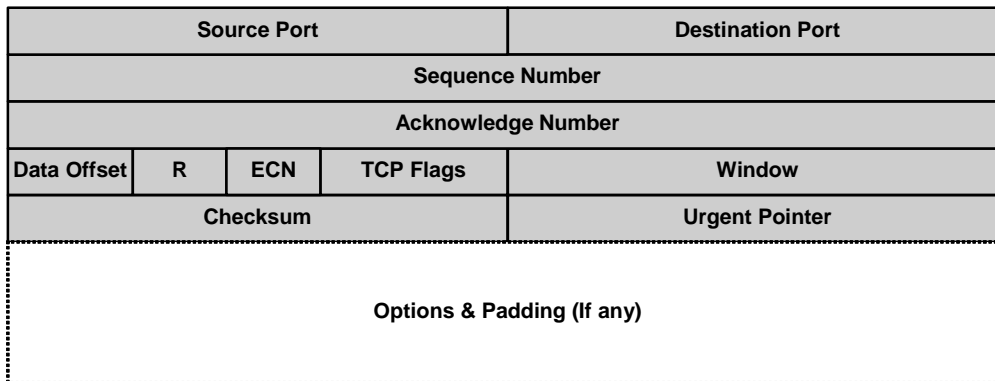 Source Port Destination Port
Sequence Number
Acknowledge Number
Data Offset R ECN TCP Flags Window
Checksum Urgent Pointer
Options & Padding (If any)